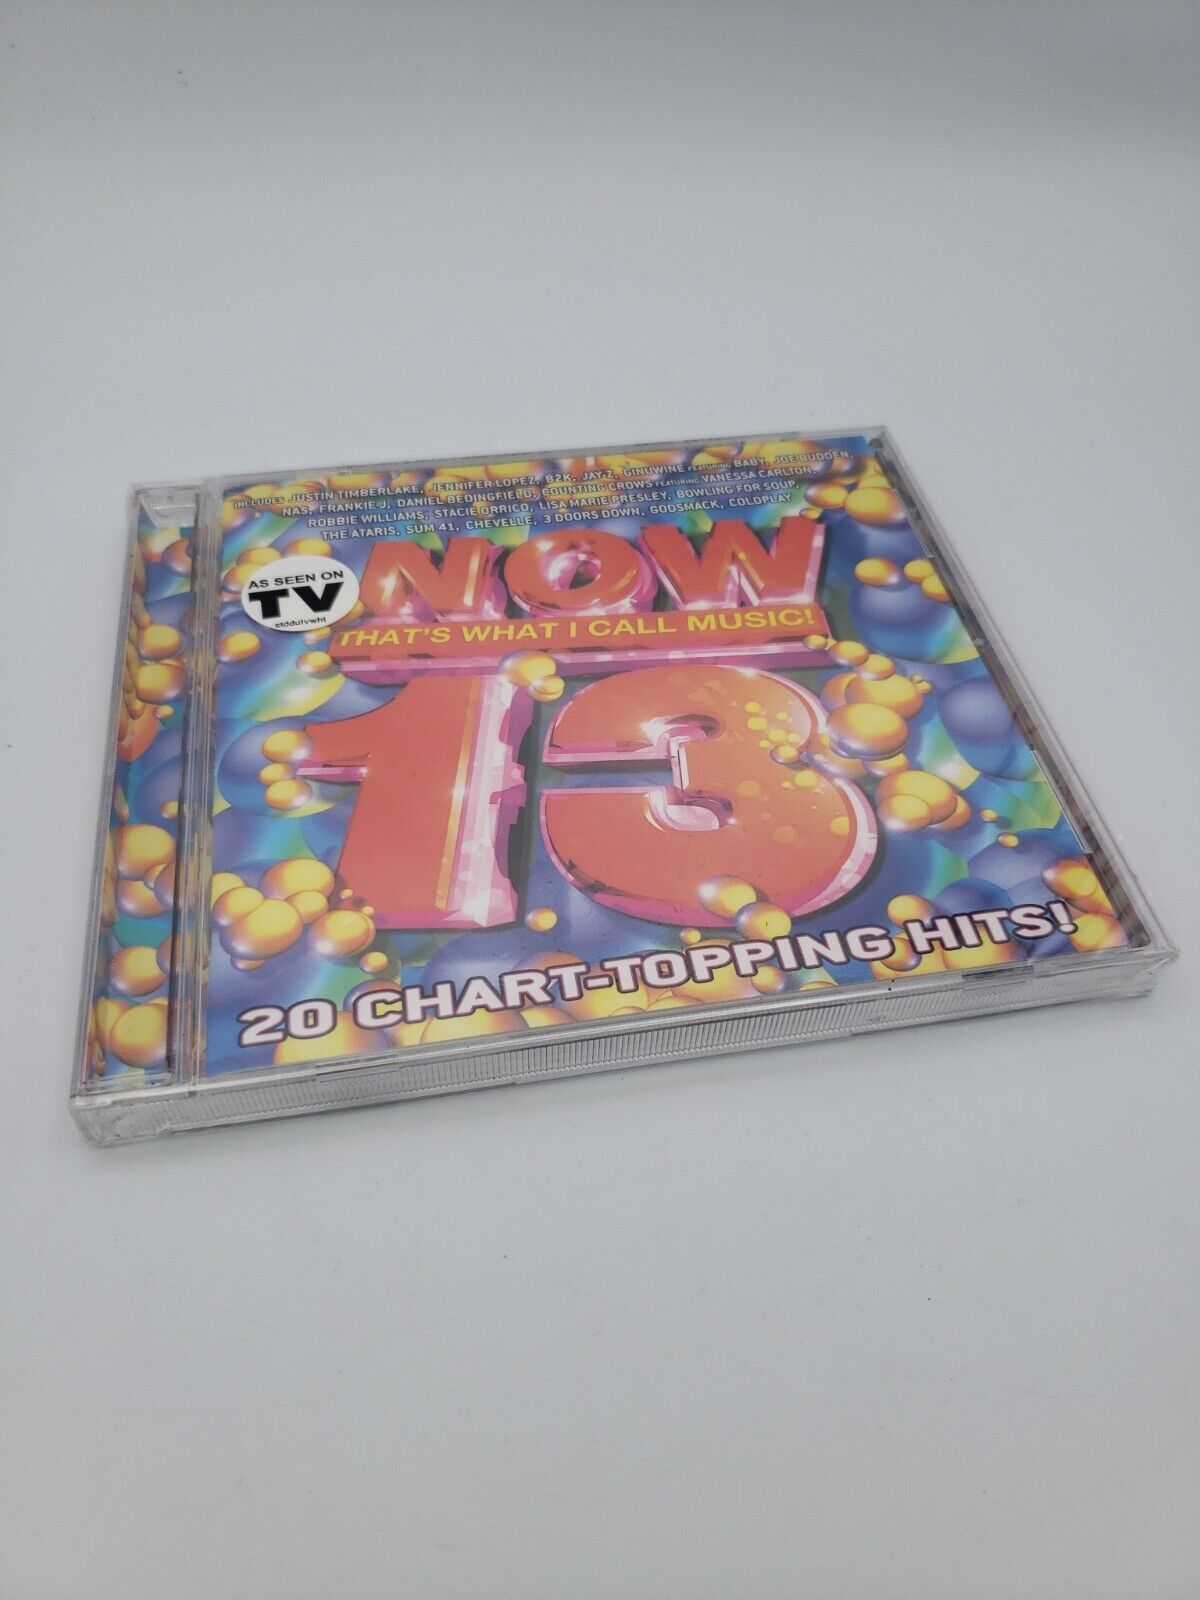 INCLUDES JUSTIN TIMBERLAKE, JENNIFER LOPEZ, B2K, JAY-Z, GINUWINE FEATURING BABY, JOE BUDDEN,
NAS, FRANKIE J, DANIEL BEDINGFIELD, COUNTING CROWS FEATURING VANESSA CARLTON,
ROBBIE WILLIAMS, STACIE ORRICO, LISA MARIE PRESLEY, BOWLING FOR SOUP,
THE ATARIS, SUM 41, CHEVELLE, 3 DOORS DOWN, GODSMACK, COLDPLAY
AS SEEN ON
TV
stddutvwht
NOW
THAT'S WHAT I CALL MUSIC!
13
20 CHART-TOPPING HITS!